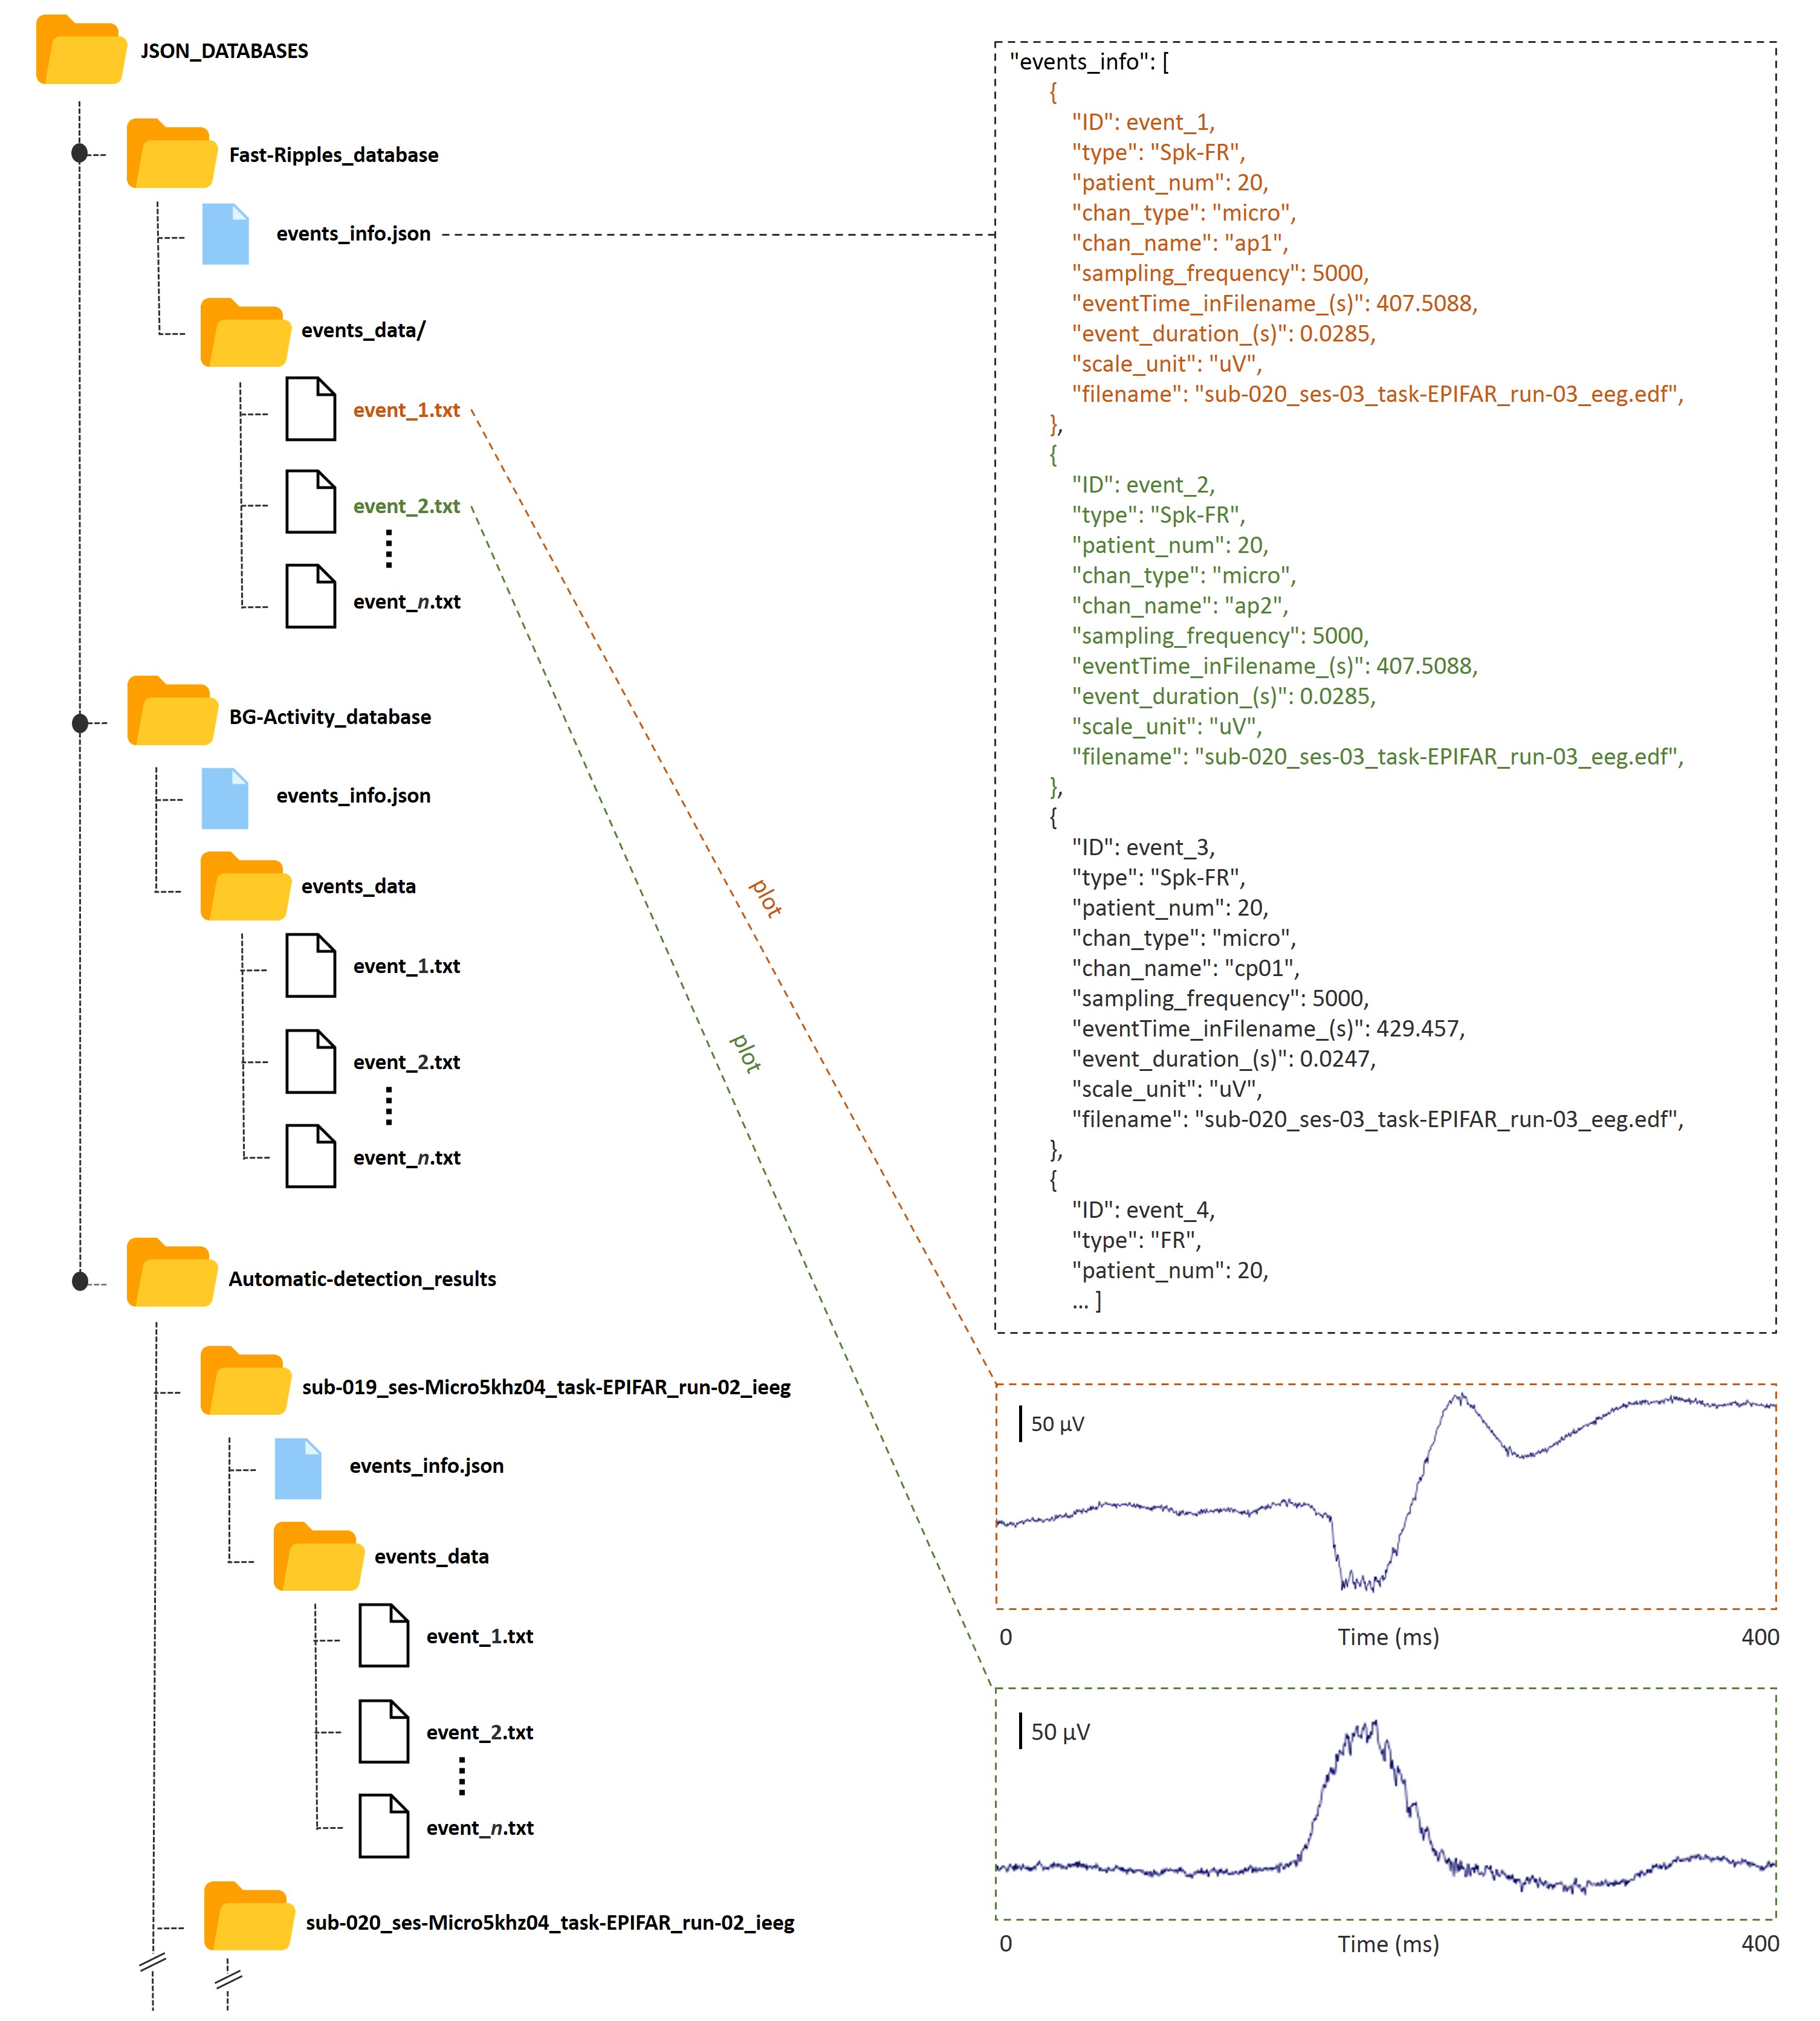 JSON_DATABASES
Fast-Ripples_database
events_info.json
events_data/
event_1.txt
event_2.txt
event_n.txt
BG-Activity_database
events_info.json
events_data
event_1.txt
event_2.txt
event_n.txt
Automatic-detection_results
sub-019_ses-Micro5khz04_task-EPIFAR_run-02_ieeg
events_info.json
events_data
event_1.txt
event_2.txt
event_n.txt
sub-020_ses-Micro5khz04_task-EPIFAR_run-02_ieeg
plot
plot
"events_info": [
{
"ID": event_1,
"type": "Spk-FR",
"patient_num": 20,
"chan_type": "micro",
"chan_name": "ap1",
"sampling_frequency": 5000,
"eventTime_inFilename_(s)": 407.5088,
"event_duration_(s)": 0.0285,
"scale_unit": "uV",
"filename": "sub-020_ses-03_task-EPIFAR_run-03_eeg.edf",
},
{
"ID": event_2,
"type": "Spk-FR",
"patient_num": 20,
"chan_type": "micro",
"chan_name": "ap2",
"sampling_frequency": 5000,
"eventTime_inFilename_(s)": 407.5088,
"event_duration_(s)": 0.0285,
"scale_unit": "uV",
"filename": "sub-020_ses-03_task-EPIFAR_run-03_eeg.edf",
},
{
"ID": event_3,
"type": "Spk-FR",
"patient_num": 20,
"chan_type": "micro",
"chan_name": "cp01",
"sampling_frequency": 5000,
"eventTime_inFilename_(s)": 429.457,
"event_duration_(s)": 0.0247,
"scale_unit": "uV",
"filename": "sub-020_ses-03_task-EPIFAR_run-03_eeg.edf",
},
{
"ID": event_4,
"type": "FR",
"patient_num": 20,
... ]
50 µV
0 Time (ms) 400
50 µV
0 Time (ms) 400